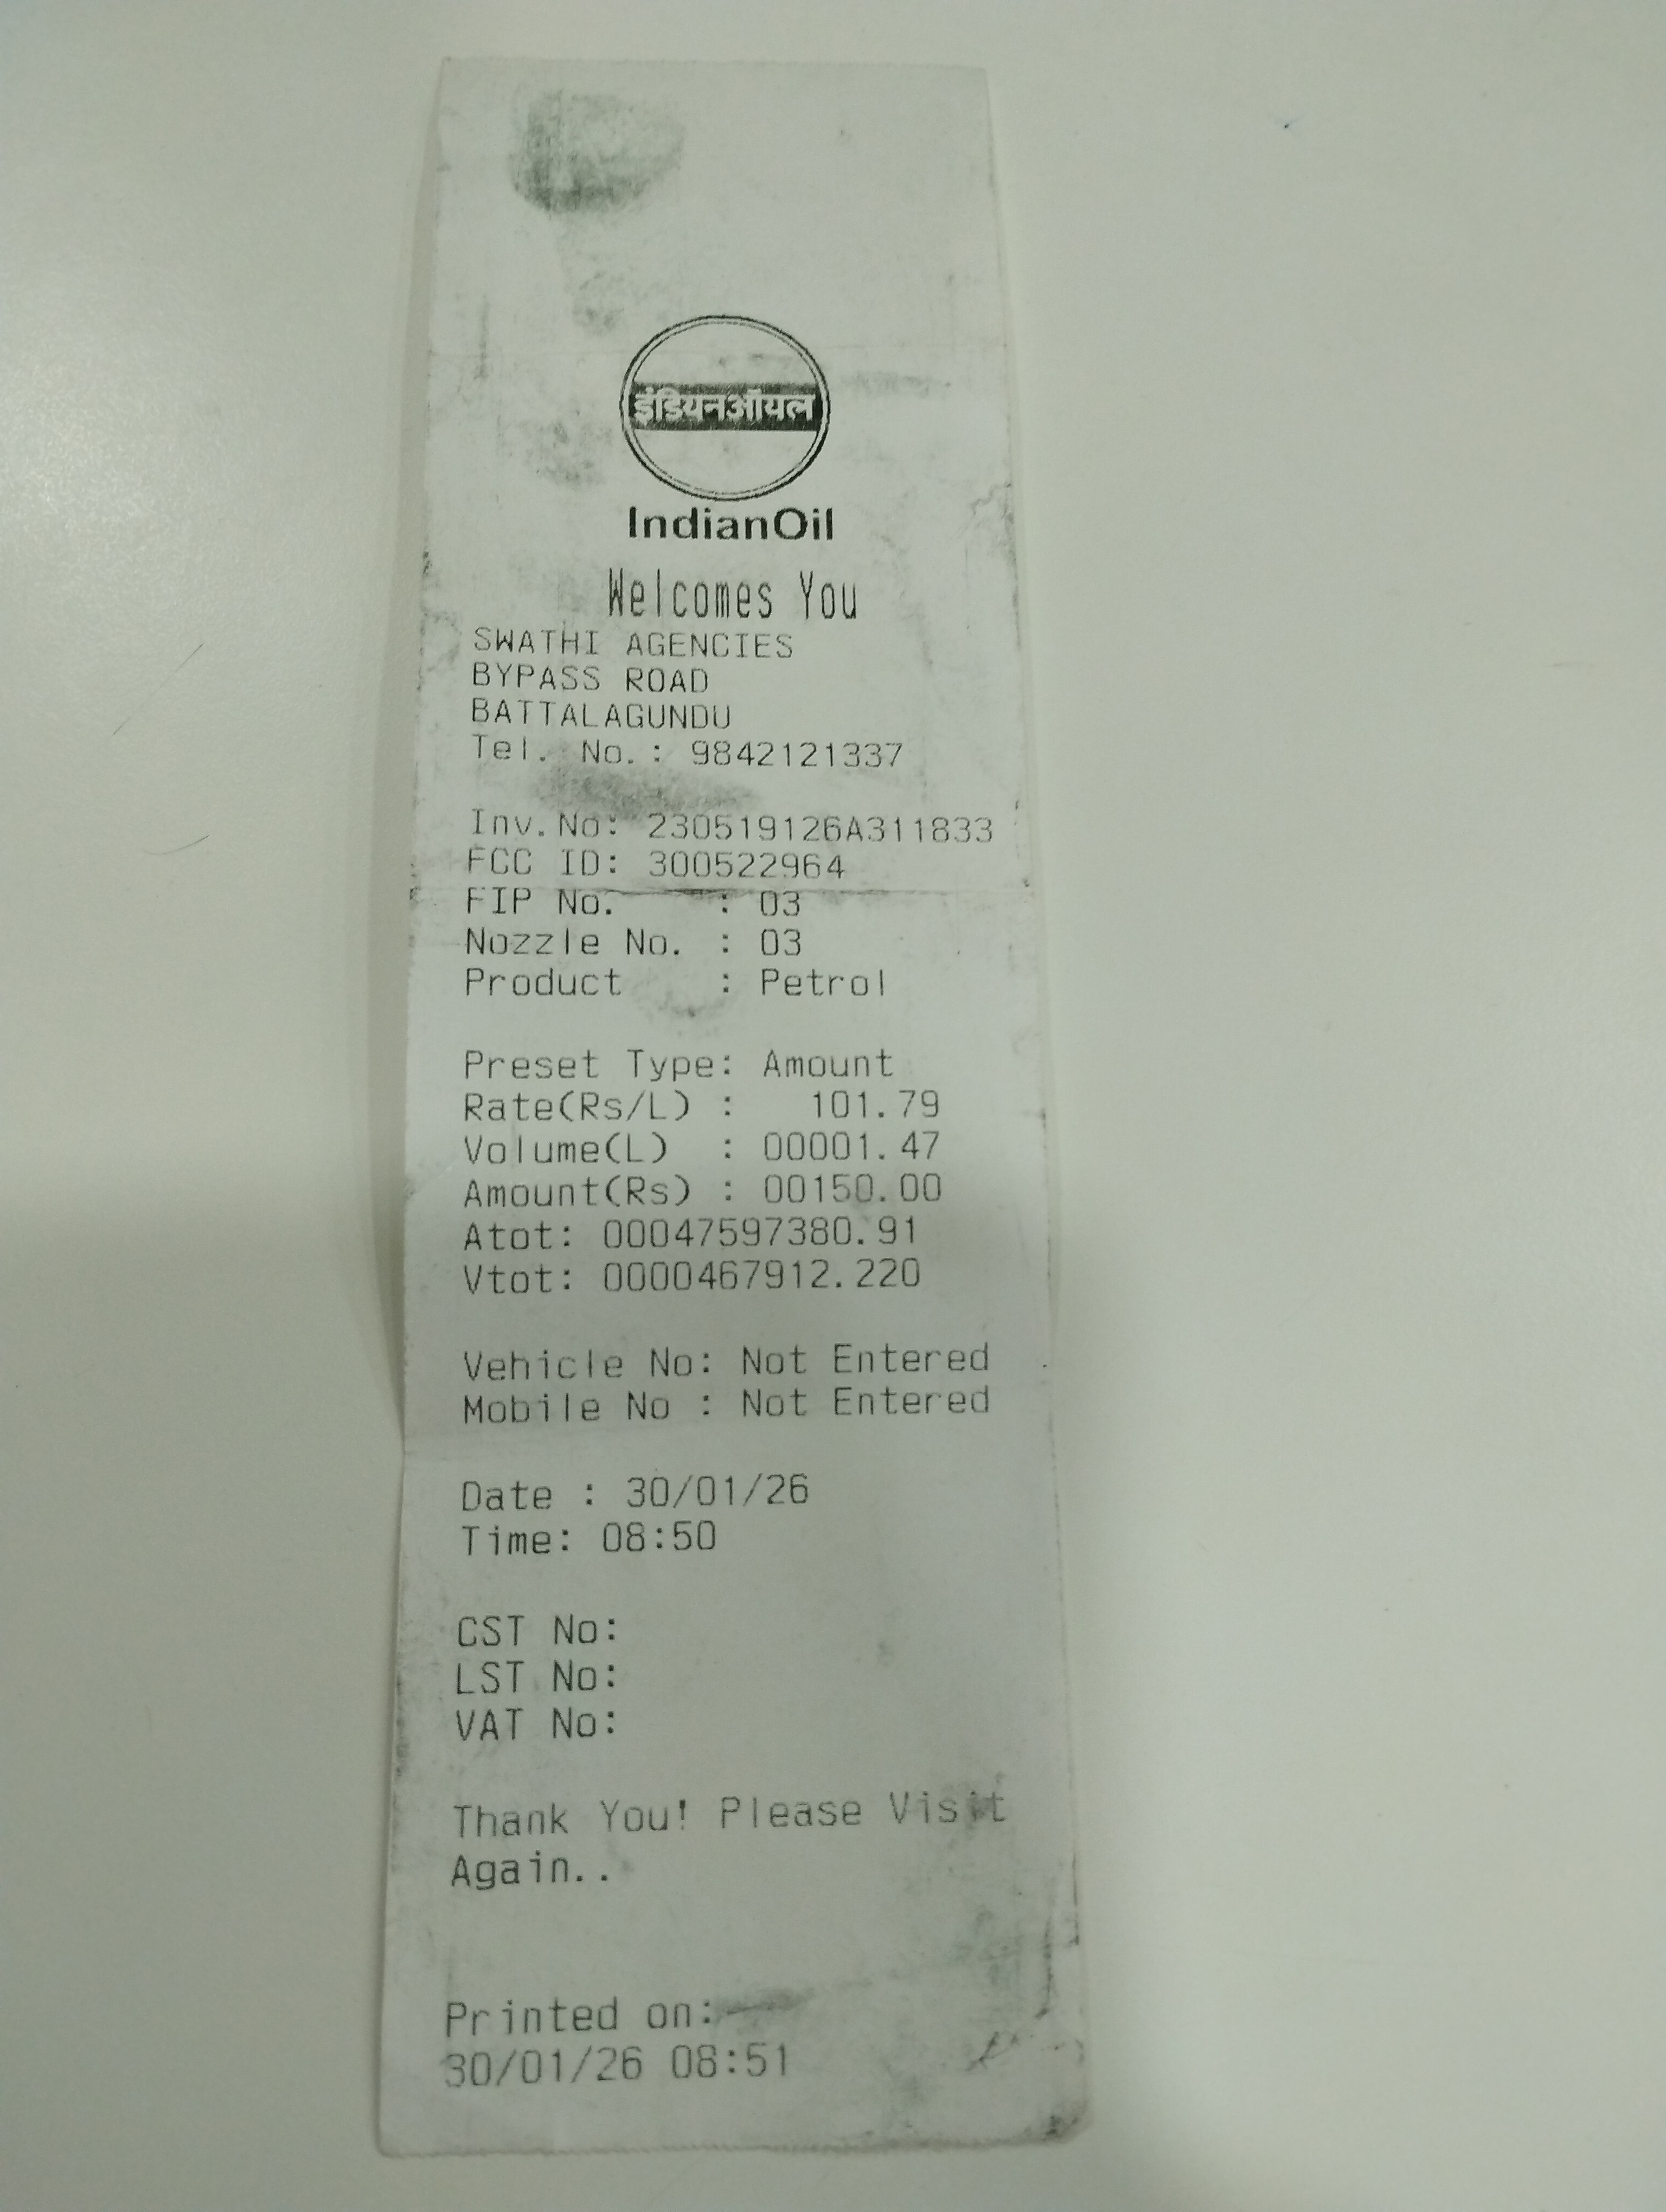 इंडियनऑयल
IndianOil
Welcomes You
SWATHI AGENCIES
BYPASS ROAD
BATTALAGUNDU
Tel. No.: 9842121337
Inv.No: 230519126A311833
FCC ID: 300522964
FIP No. : 03
Nozzle No. : 03
Product : Petrol
Preset Type: Amount
Rate(Rs/L) : 101.79
Volume(L) : 00001.47
Amount(Rs) : 00150.00
Atot: 00047597380.91
Vtot: 0000467912.220
Vehicle No: Not Entered
Mobile No : Not Entered
Date : 30/01/26
Time: 08:50
CST No:
LST No:
VAT No:
Thank You! Please Visit
Again..
Printed on:
30/01/26 08:51